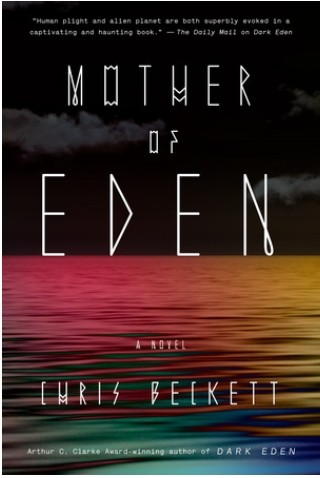 "Human plight and alien planet are both superbly evoked in a
captivating and haunting book." — The Daily Mail on Dark Eden
MOTHER
OF
EDEN
A NOVEL
CHRIS BECKETT
Arthur C. Clarke Award-winning author of DARK EDEN